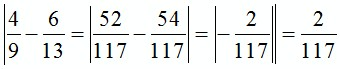 |4/9 − 6/13 = |52/117 − 54/117| = |− 2/117‖ = 2/117